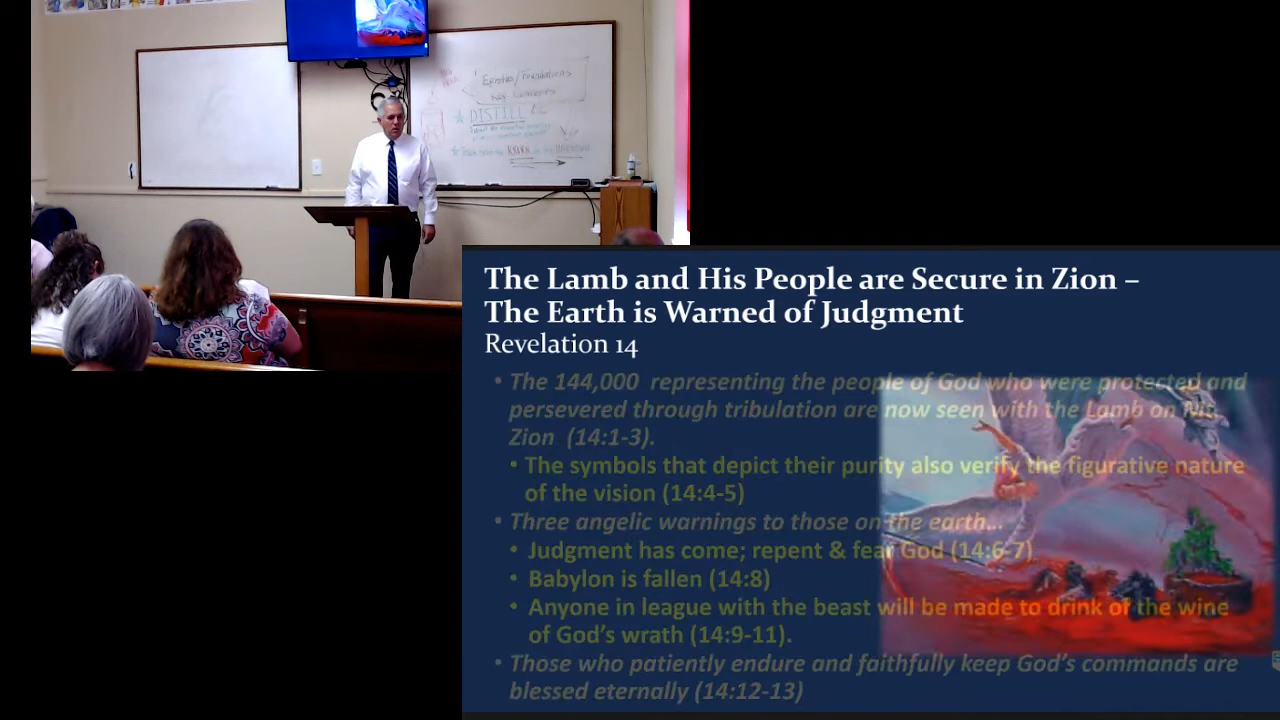 Key Concepts
DISTILL
The Lamb and His People are Secure in Zion –
The Earth is Warned of Judgment
Revelation 14
• The 144,000 representing the people of God who were protected and
persevered through tribulation are now seen with the Lamb on Mt.
Zion (14:1-3).
• The symbols that depict their purity also verify the figurative nature
of the vision (14:4-5)
• Three angelic warnings to those on the earth...
• Judgment has come; repent & fear God (14:6-7)
• Babylon is fallen (14:8)
• Anyone in league with the beast will be made to drink of the wine
of God's wrath (14:9-11).
• Those who patiently endure and faithfully keep God's commands are
blessed eternally (14:12-13)